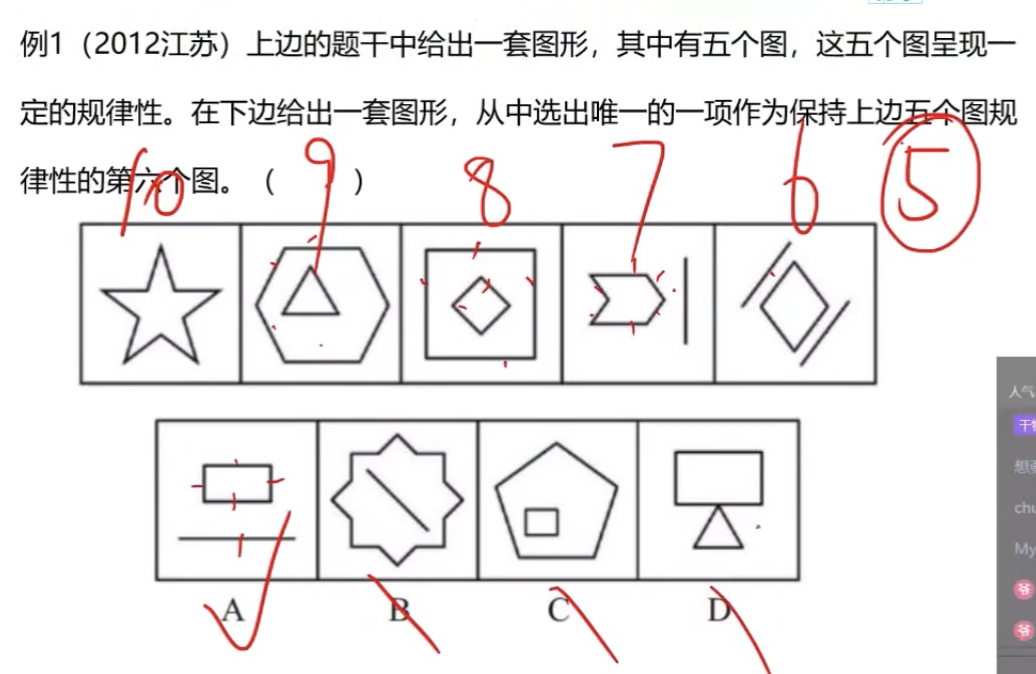 例1（2012江苏）上边的题干中给出一套图形，其中有五个图，这五个图呈现一
定的规律性。在下边给出一套图形，从中选出唯一的一项作为保持上边五个图规
律性的第六个图。（ ）
10 9 8 7 6 5
A B C D
人气
干
想
chu
My
爷
爷